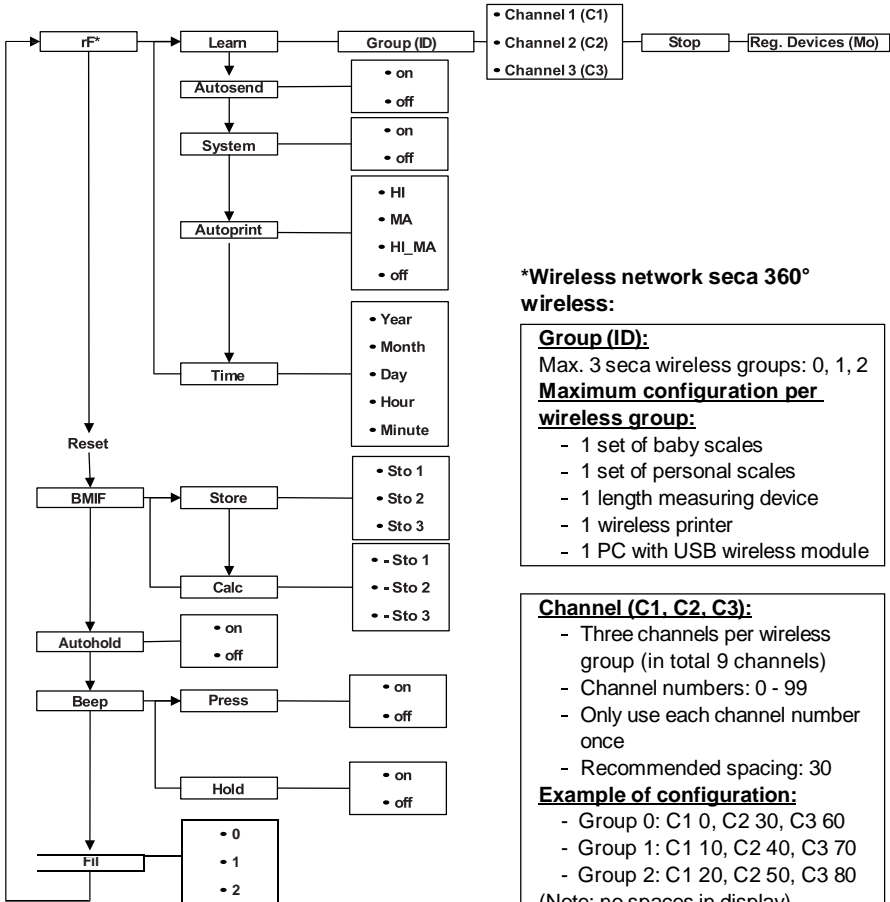 rF*
Learn
Group (ID)
• Channel 1 (C1)
• Channel 2 (C2)
• Channel 3 (C3)
Stop
Reg. Devices (Mo)
Autosend
• on
• off
System
• on
• off
Autoprint
• HI
• MA
• HI_MA
• off
Time
• Year
• Month
• Day
• Hour
• Minute
Reset
BMIF
Store
• Sto 1
• Sto 2
• Sto 3
Calc
• - Sto 1
• - Sto 2
• - Sto 3
Autohold
• on
• off
Beep
Press
• on
• off
Hold
• on
• off
Fil
• 0
• 1
• 2
*Wireless network seca 360°
wireless:
Group (ID):
Max. 3 seca wireless groups: 0, 1, 2
Maximum configuration per
wireless group:
- 1 set of baby scales
- 1 set of personal scales
- 1 length measuring device
- 1 wireless printer
- 1 PC with USB wireless module
Channel (C1, C2, C3):
- Three channels per wireless
group (in total 9 channels)
- Channel numbers: 0 - 99
- Only use each channel number
once
- Recommended spacing: 30
Example of configuration:
- Group 0: C1 0, C2 30, C3 60
- Group 1: C1 10, C2 40, C3 70
- Group 2: C1 20, C2 50, C3 80
(Note: no spaces in display)